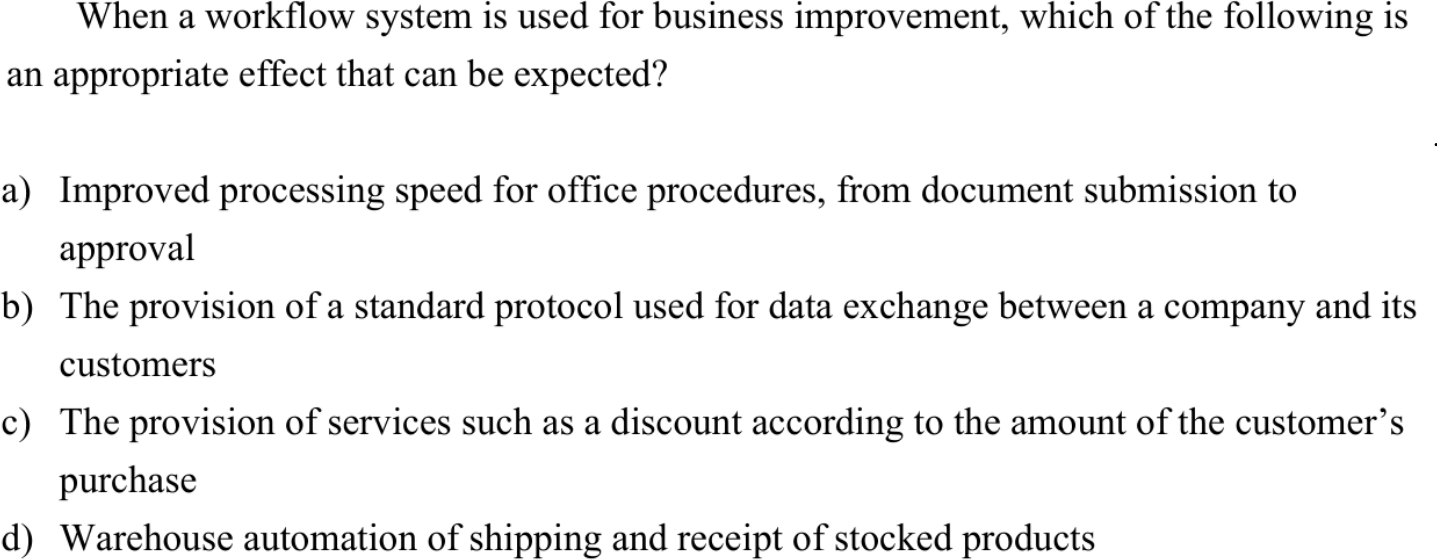 When a workflow system is used for business improvement, which of the following is
an appropriate effect that can be expected?
a) Improved processing speed for office procedures, from document submission to
approval
b) The provision of a standard protocol used for data exchange between a company and its
customers
c) The provision of services such as a discount according to the amount of the customer’s
purchase
d) Warehouse automation of shipping and receipt of stocked products